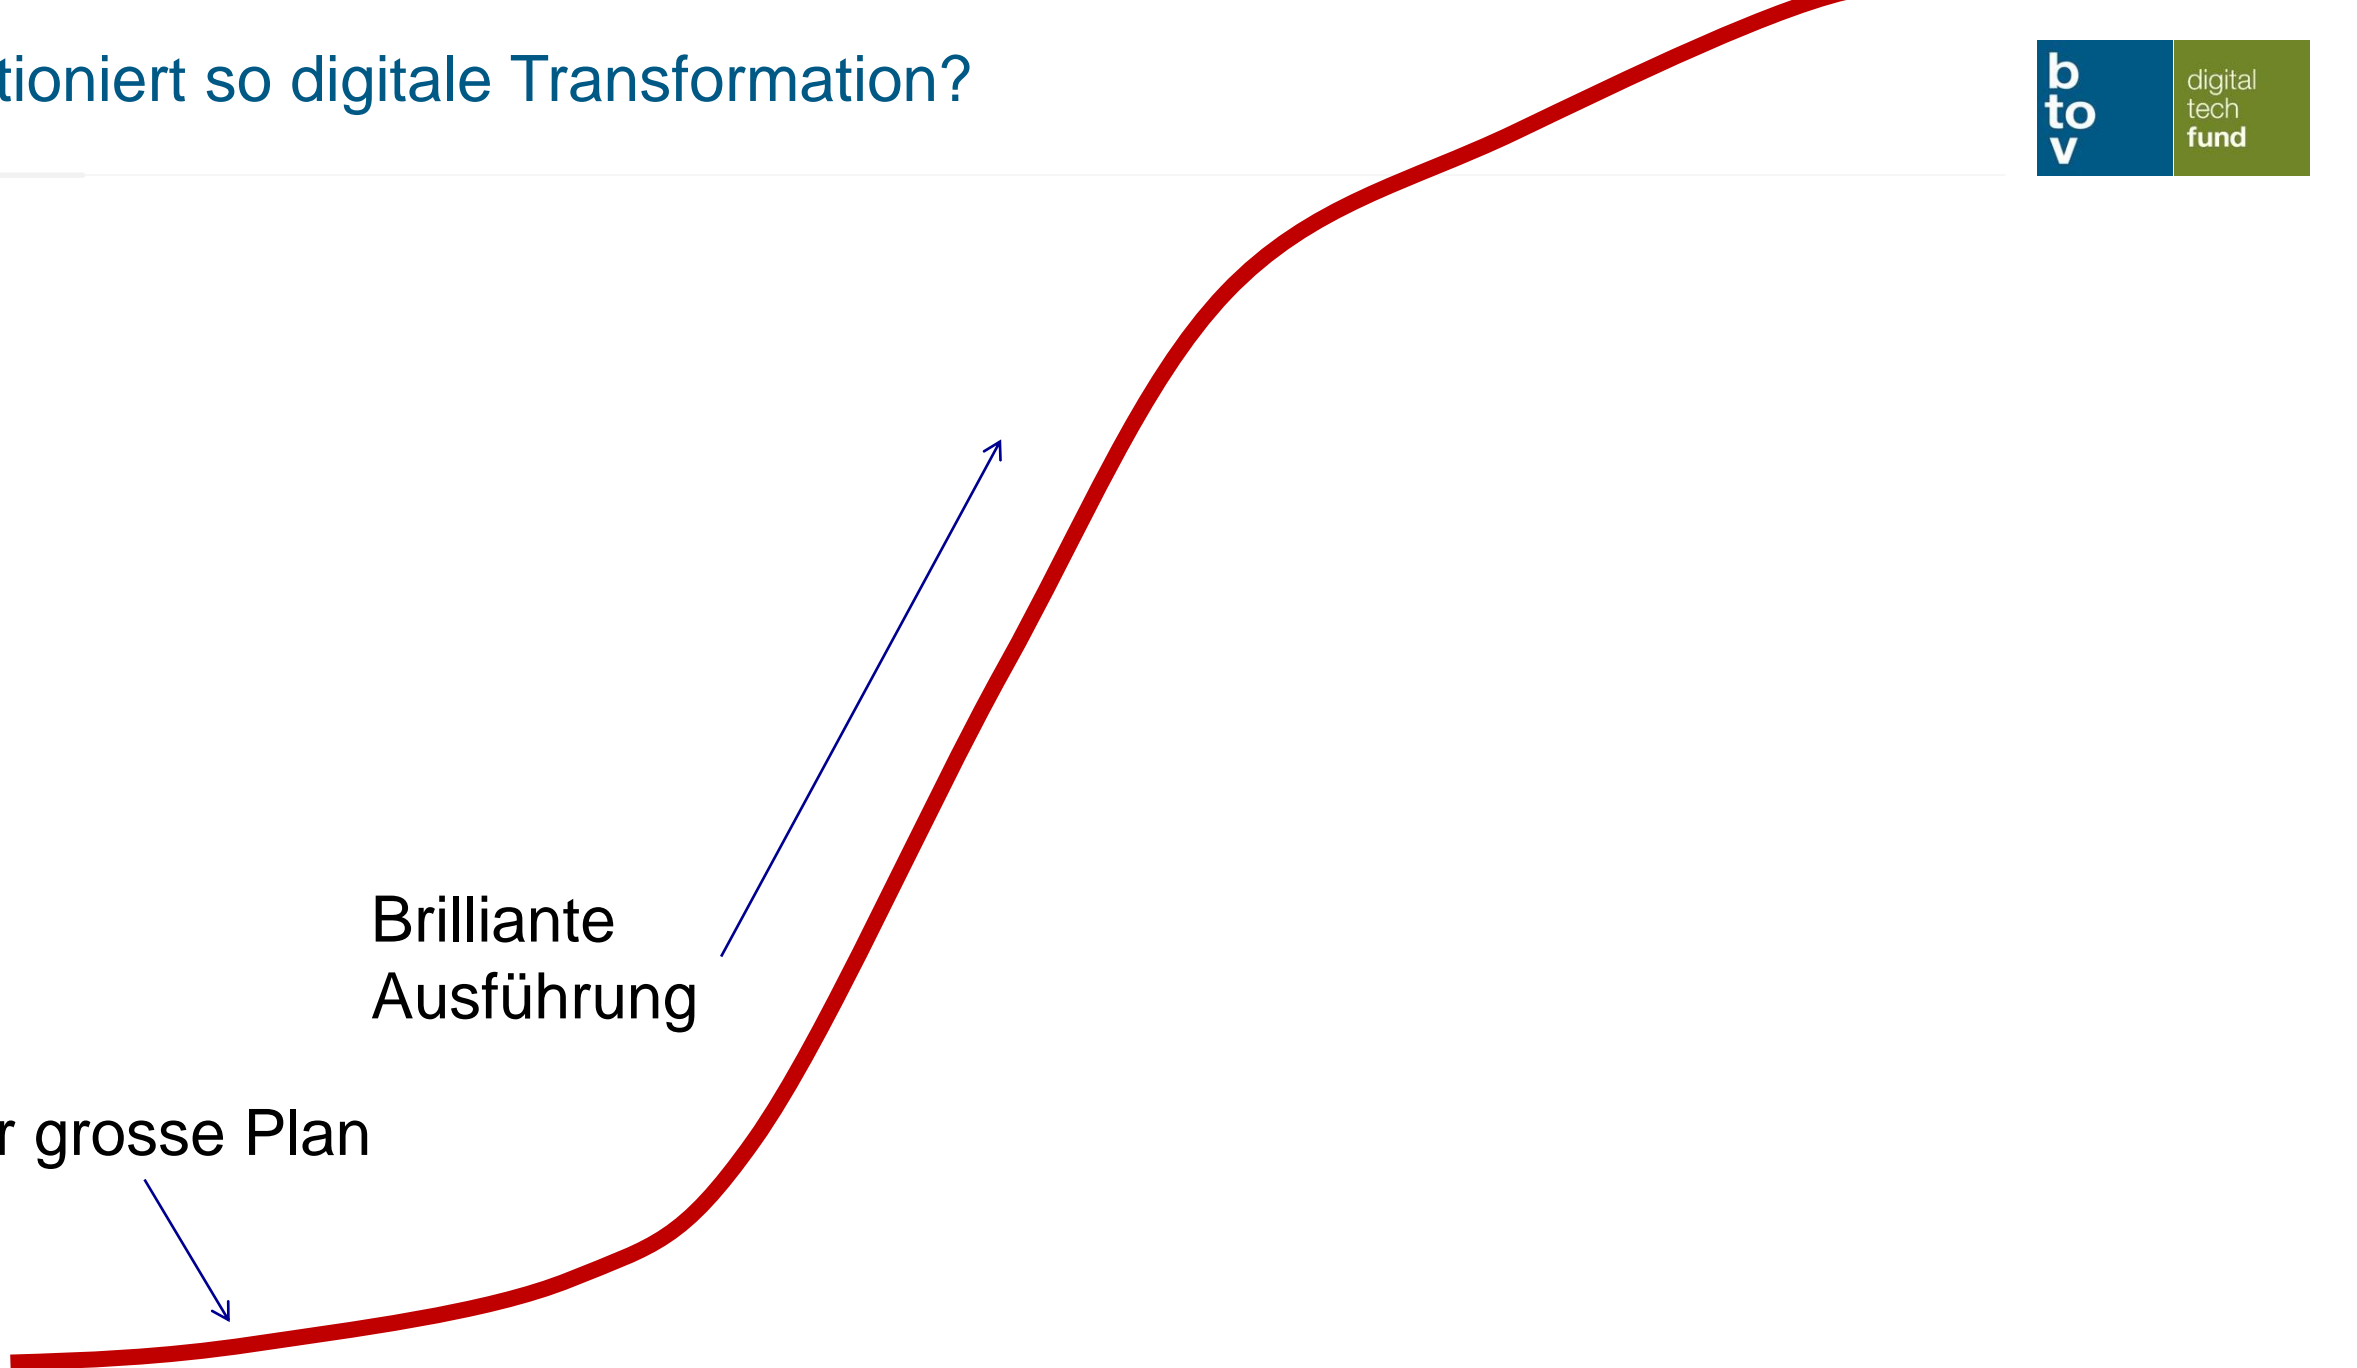 tioniert so digitale Transformation?
b
to
v
digital
tech
fund
Brilliante
Ausführung
r grosse Plan